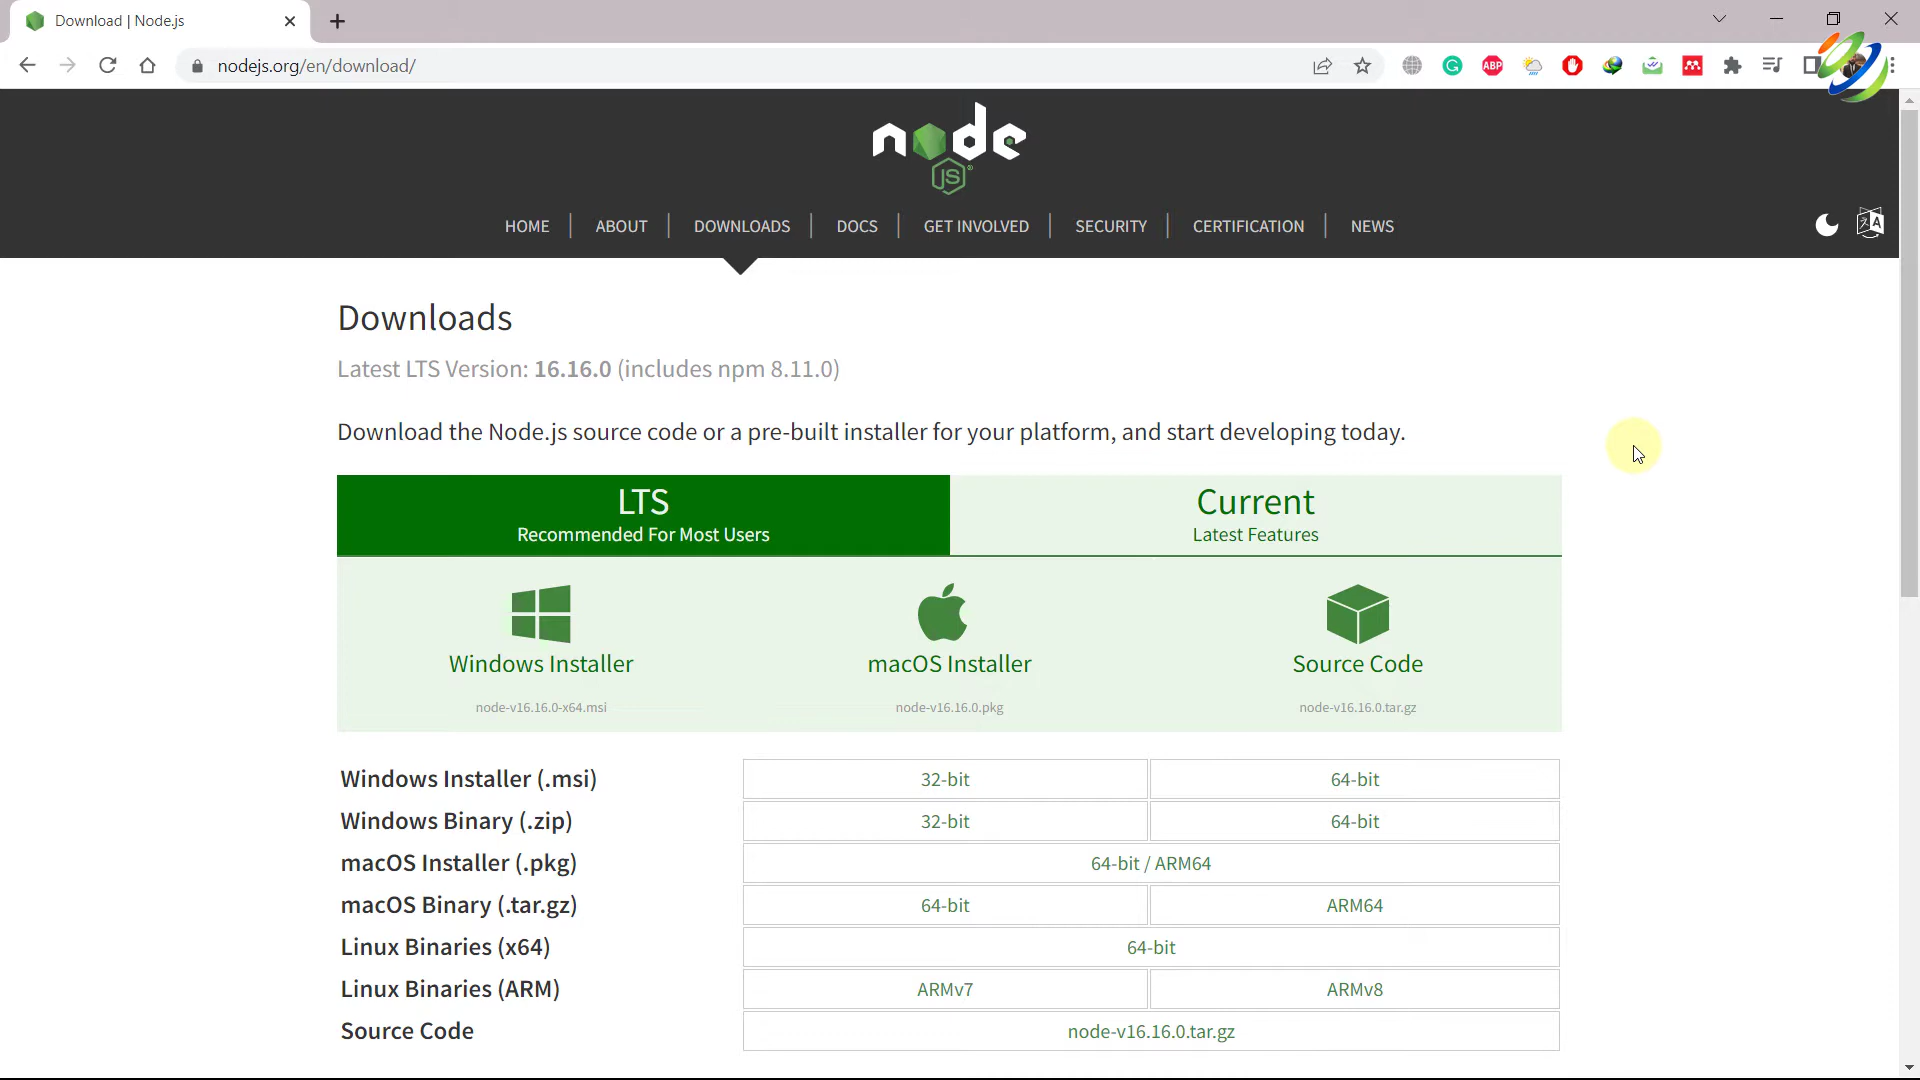 Download | Node.js
nodejs.org/en/download/
ABP
node
JS
HOME | ABOUT | DOWNLOADS | DOCS | GET INVOLVED | SECURITY | CERTIFICATION | NEWS
Downloads
Latest LTS Version: 16.16.0 (includes npm 8.11.0)
Download the Node.js source code or a pre-built installer for your platform, and start developing today.
LTS
Recommended For Most Users
Current
Latest Features
Windows Installer
node-v16.16.0-x64.msi
macOS Installer
node-v16.16.0.pkg
Source Code
node-v16.16.0.tar.gz
Windows Installer (.msi) 32-bit 64-bit
Windows Binary (.zip) 32-bit 64-bit
macOS Installer (.pkg) 64-bit / ARM64
macOS Binary (.tar.gz) 64-bit ARM64
Linux Binaries (x64) 64-bit
Linux Binaries (ARM) ARMv7 ARMv8
Source Code node-v16.16.0.tar.gz